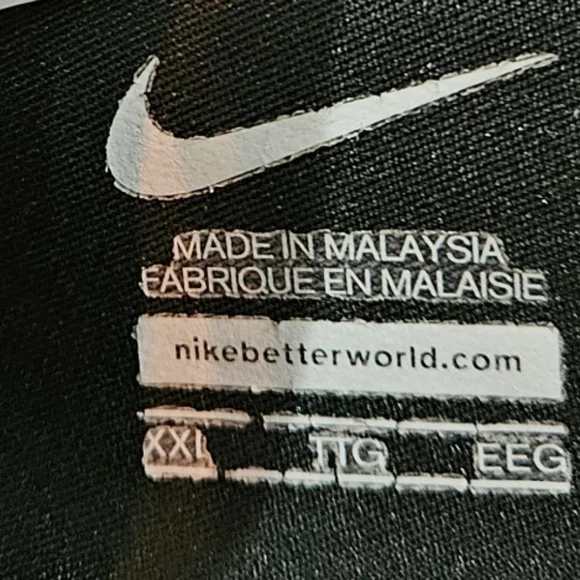 MADE IN MALAYSIA
FABRIQUE EN MALAISIE
nikebetterworld.com
XXL TTG EEG